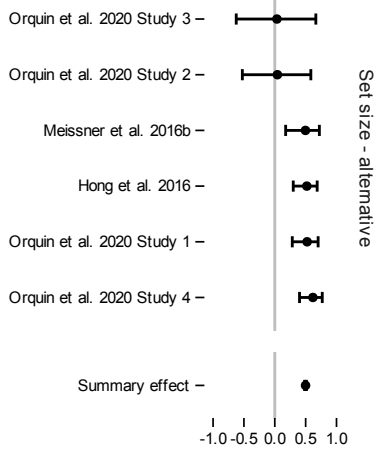 Orquin et al. 2020 Study 3
Orquin et al. 2020 Study 2
Meissner et al. 2016b
Hong et al. 2016
Orquin et al. 2020 Study 1
Orquin et al. 2020 Study 4
Set size - alternative
Summary effect
-1.0 -0.5 0.0 0.5 1.0